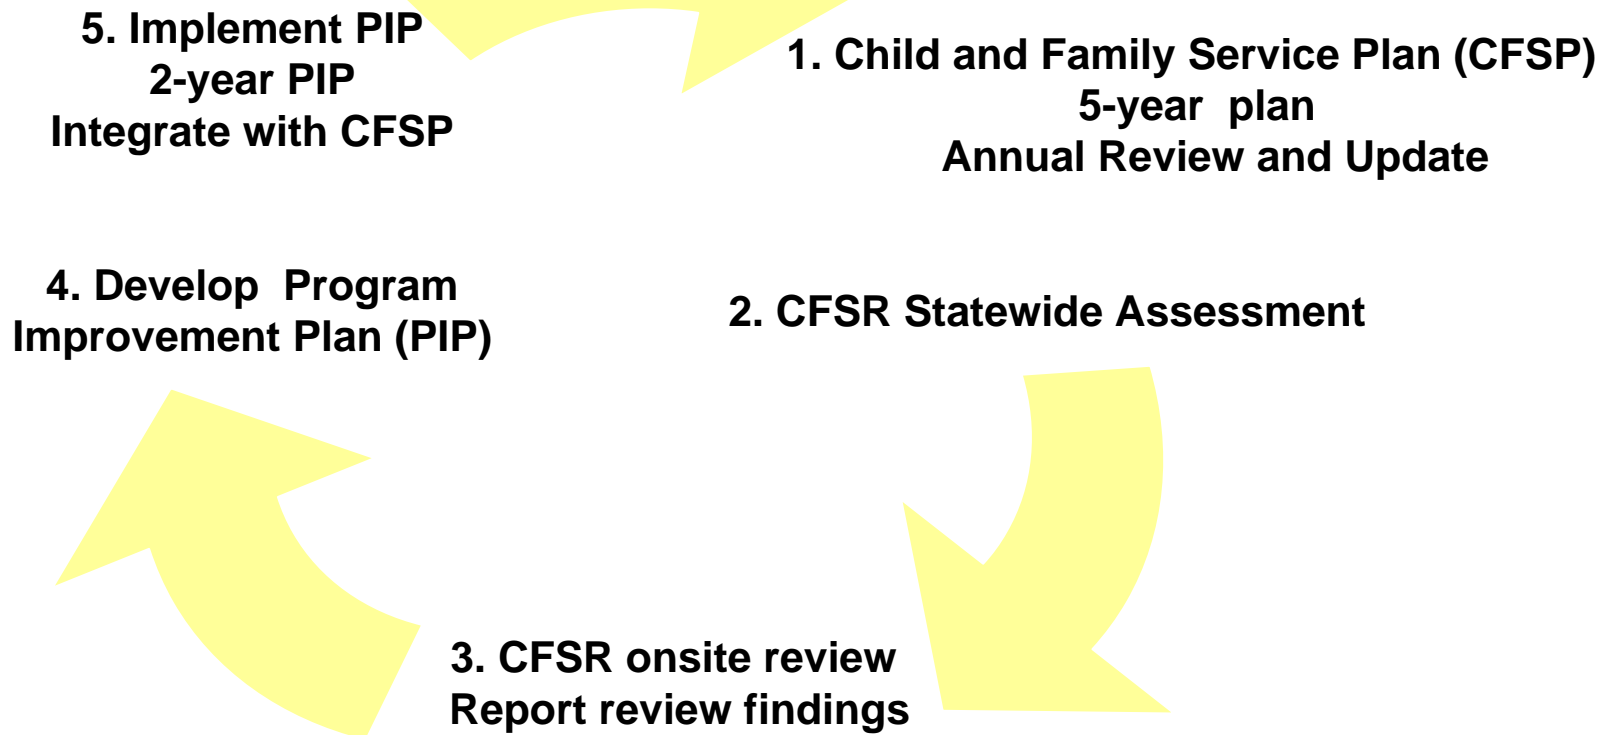 5. Implement PIP
2-year PIP
Integrate with CFSP
1. Child and Family Service Plan (CFSP)
5-year plan
Annual Review and Update
4. Develop Program
Improvement Plan (PIP)
2. CFSR Statewide Assessment
3. CFSR onsite review
Report review findings